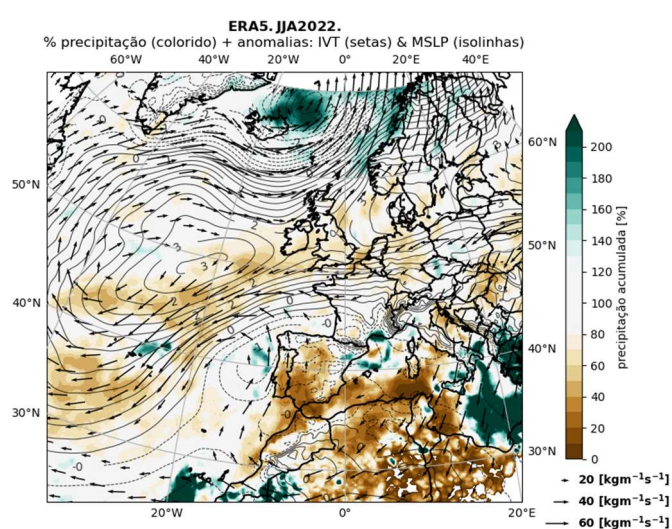 ERA5. JJA2022.
% precipitação (colorido) + anomalias: IVT (setas) & MSLP (isolinhas)
60°W 40°W 20°W 0° 20°E 40°E
60°N
50°N 50°N
40°N 40°N
30°N 30°N
20°W 0° 20°E
200
180
160
140
120
100
80
60
40
20
0
precipitação acumulada [%]
20 [kgm⁻¹s⁻¹]
40 [kgm⁻¹s⁻¹]
60 [kgm⁻¹s⁻¹]